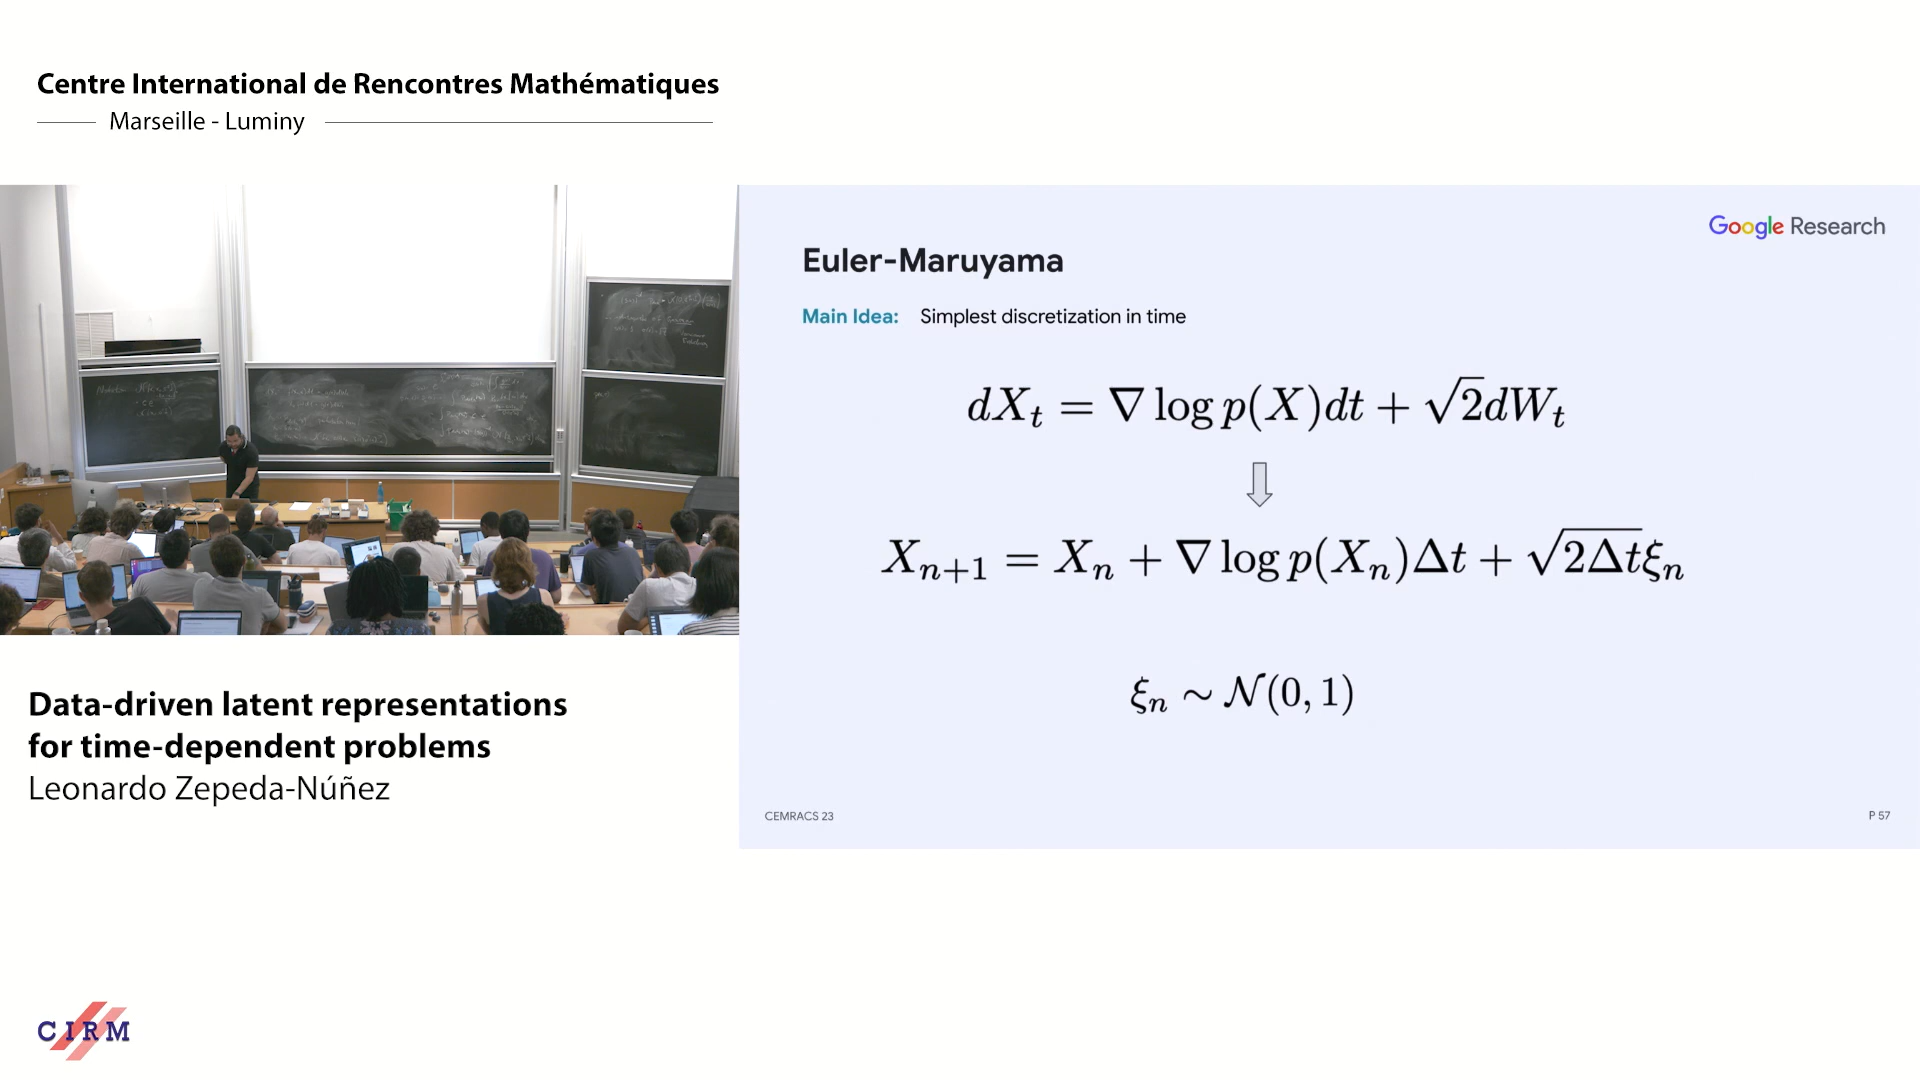 Centre International de Rencontres Mathématiques
Marseille - Luminy
Google Research
Euler-Maruyama
Main Idea: Simplest discretization in time
dX_t = ∇ log p(X)dt + √2dW_t
X_{n+1} = X_n + ∇ log p(X_n)Δt + √2Δtξ_n
ξ_n ∼ 𝒩(0, 1)
CEMRACS 23
P 57
Data-driven latent representations
for time-dependent problems
Leonardo Zepeda-Núñez
CIRM